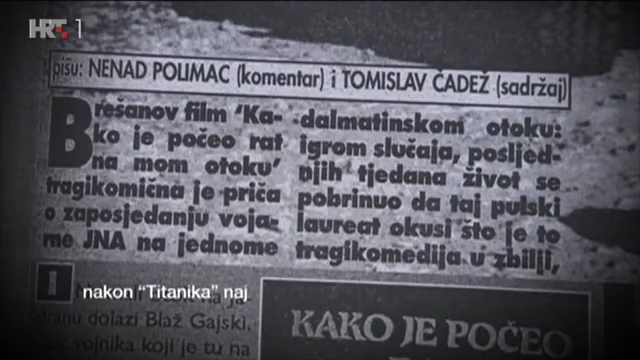 HRT 1
pišu: NENAD POLIMAC (komentar) i TOMISLAV ČADEŽ (sadržaj)
Brešanov film 'Ka-
ko je počeo rat
na mom otoku'
tragikomična je priča
o zaposjedanju voja-
me JNA na jednome
dalmatinskom otoku:
igrom slučaja, posljed-
njih tjedana život se
pobrinuo da taj pulski
laureat okusi što je to
tragikomedija u zbilji,
dranu dolazi Blaž Gajski,
vojnika koji je tu na
KAKO JE POČEO
nakon “Titanika” naj